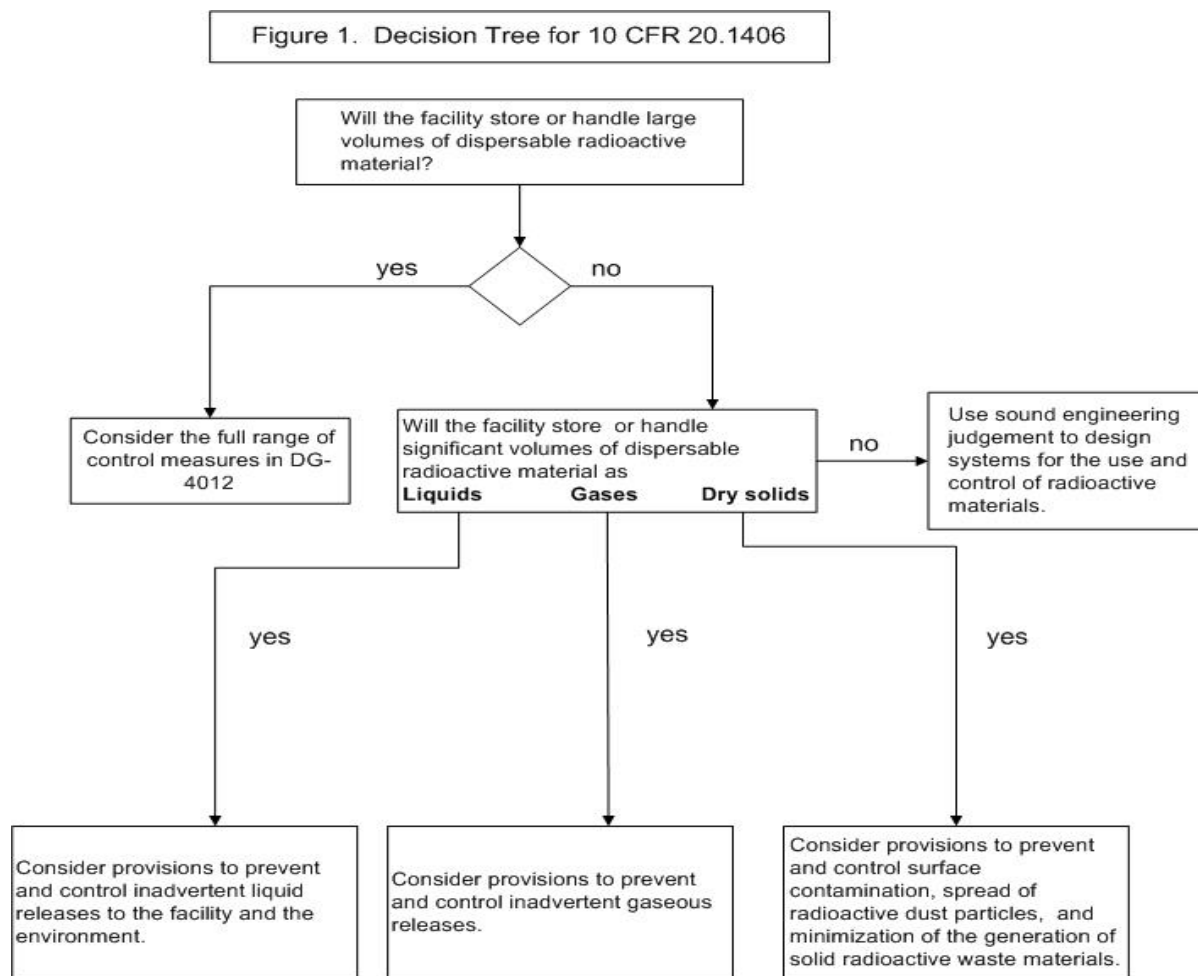 Figure 1.  Decision Tree for 10 CFR 20.1406
Will the facility store or handle large
volumes of dispersable radioactive
material?
yes
no
Consider the full range of
control measures in DG-
4012
Will the facility store  or handle
significant volumes of dispersable
radioactive material as
Liquids Gases Dry solids
no
Use sound engineering
judgement to design
systems for the use and
control of radioactive
materials.
yes
yes
yes
Consider provisions to prevent
and control inadvertent liquid
releases to the facility and the
environment.
Consider provisions to prevent
and control inadvertent gaseous
releases.
Consider provisions to prevent
and control surface
contamination, spread of
radioactive dust particles,  and
minimization of the generation of
solid radioactive waste materials.